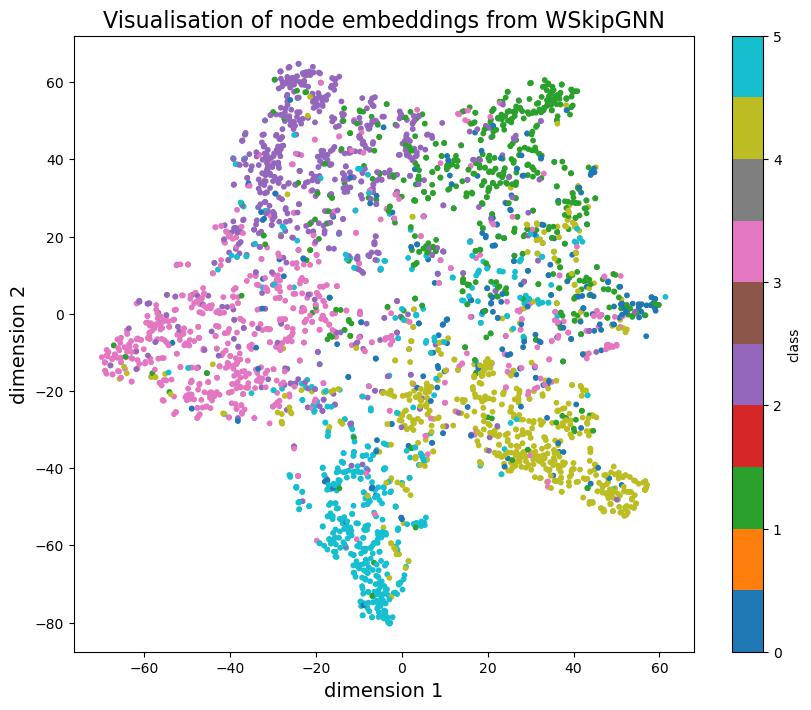 Visualisation of node embeddings from WSkipGNN
60
40
20
0
−20
−40
−60
−80
dimension 2
−60 −40 −20 0 20 40 60
dimension 1
5
4
3
2
1
0
class